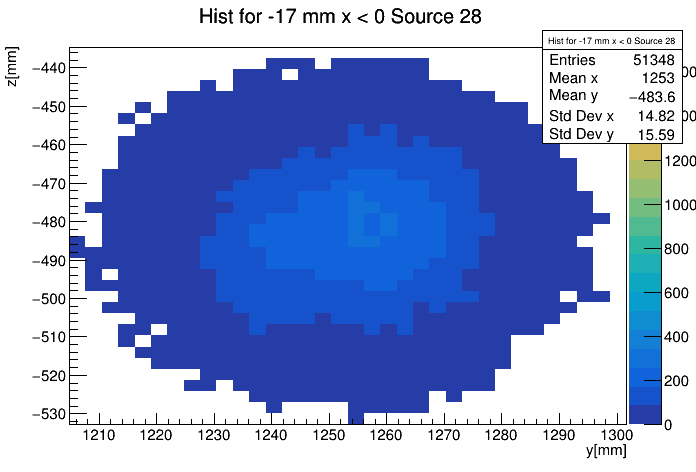 Hist for -17 mm x < 0 Source 28
z[mm]
Hist for -17 mm x < 0 Source 28
Entries 51348
Mean x 1253
Mean y −483.6
Std Dev x 14.82
Std Dev y 15.59
−440
−450
−460
−470
−480
−490
−500
−510
−520
−530
1210 1220 1230 1240 1250 1260 1270 1280 1290 1300
y[mm]
1200
1000
800
600
400
200
0